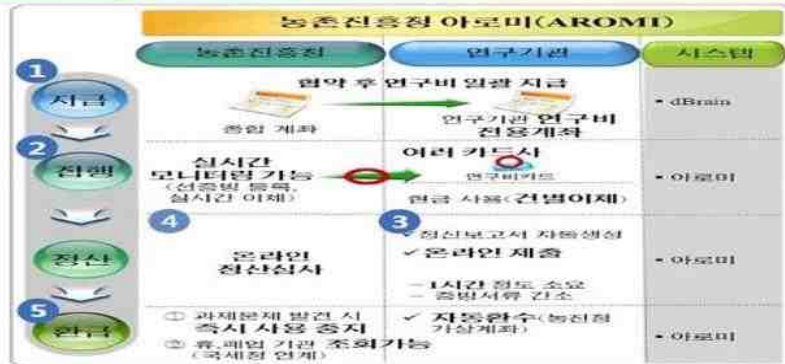 농촌진흥청 아로미(AROMI)
농촌진흥청
연구기관
시스템
1
지급
협약 후 연구비 일괄 지급
종합 계좌
연구기관 연구비
전용계좌
• dBrain
2
집행
실시간
모니터링 가능
(선증빙 등록,
실시간 이체)
여러 카드사
연구비카드
현금 사용(건별이체)
• 아로미
정산
4
온라인
정산심사
3
✓ 정산보고서 자동생성
✓ 온라인 제출
– 1시간 정도 소요
– 증빙서류 간소
• 아로미
5
환급
① 과제문제 발견 시
즉시 사용 중지
② 휴.폐업 기관 조회가능
(국세청 연계)
✓ 자동환수(농진청
가상계좌)
• 아로미